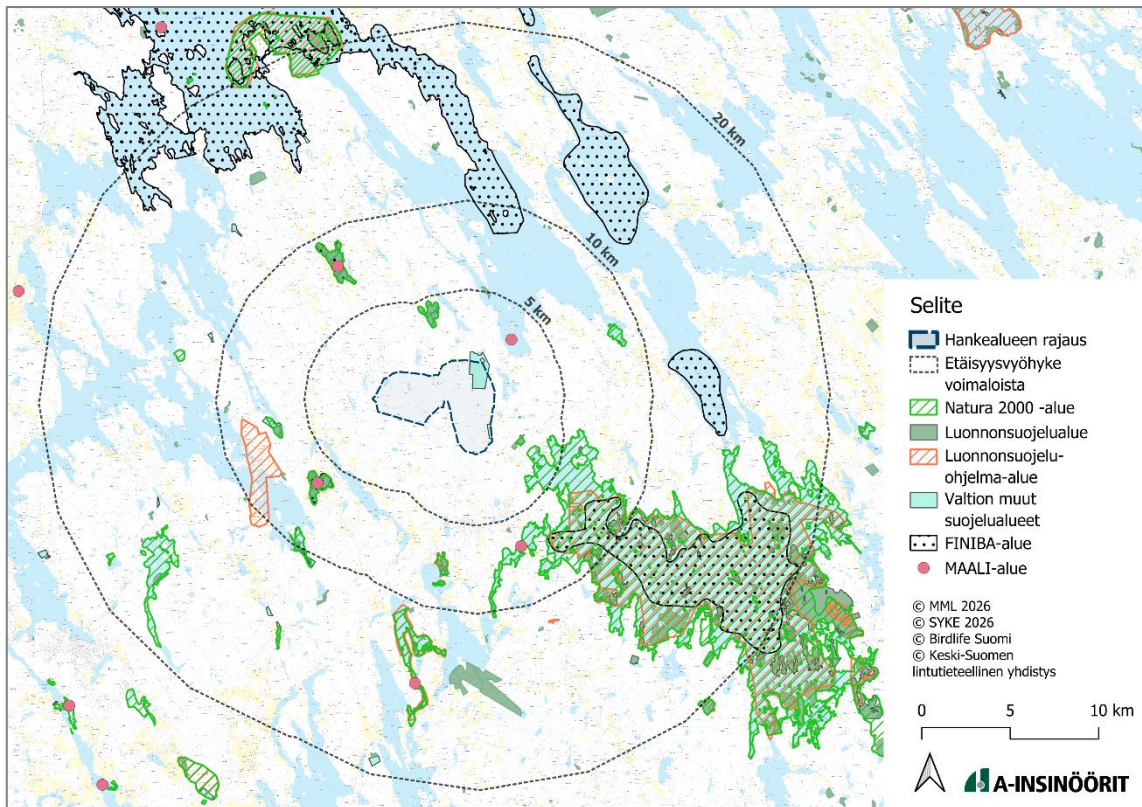 20 km
10 km
5 km
Selite
Hankealueen rajaus
Etäisyysvyöhyke
voimaloista
Natura 2000 -alue
Luonnonsuojelualue
Luonnonsuojelu-
ohjelma-alue
Valtion muut
suojelualueet
FINIBA-alue
MAALI-alue
© MML 2026
© SYKE 2026
© Birdlife Suomi
© Keski-Suomen
lintutieteellinen yhdistys
0 5 10 km
A-INSINÖÖRIT